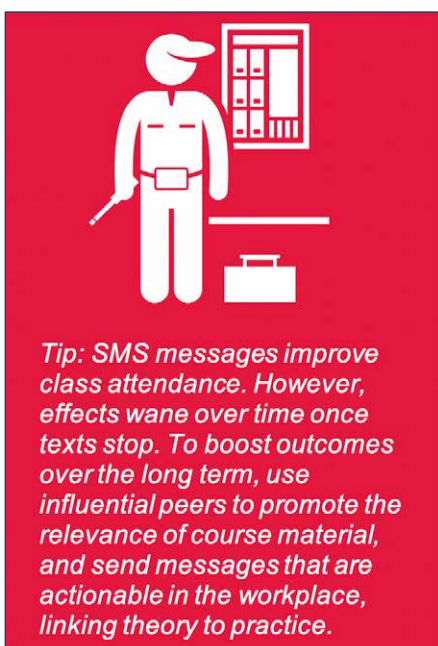 Tip: SMS messages improve
class attendance. However,
effects wane over time once
texts stop. To boost outcomes
over the long term, use
influential peers to promote the
relevance of course material,
and send messages that are
actionable in the workplace,
linking theory to practice.